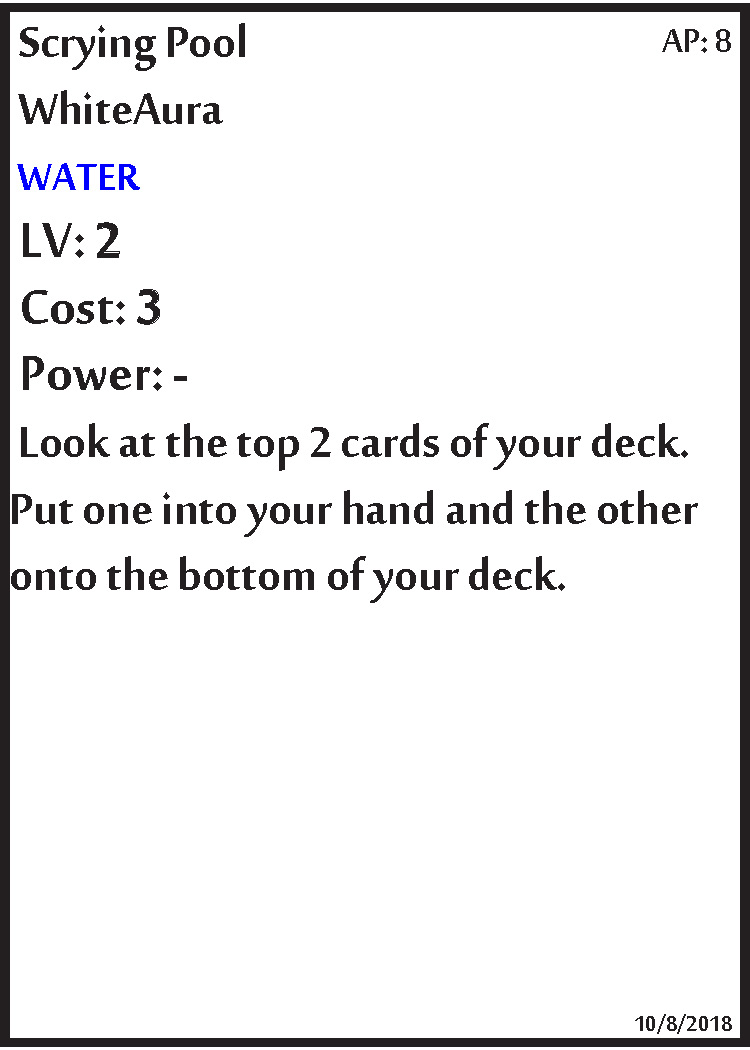 Scrying Pool
AP: 8
WhiteAura
WATER
LV: 2
Cost: 3
Power: -
Look at the top 2 cards of your deck.
Put one into your hand and the other
onto the bottom of your deck.
10/8/2018